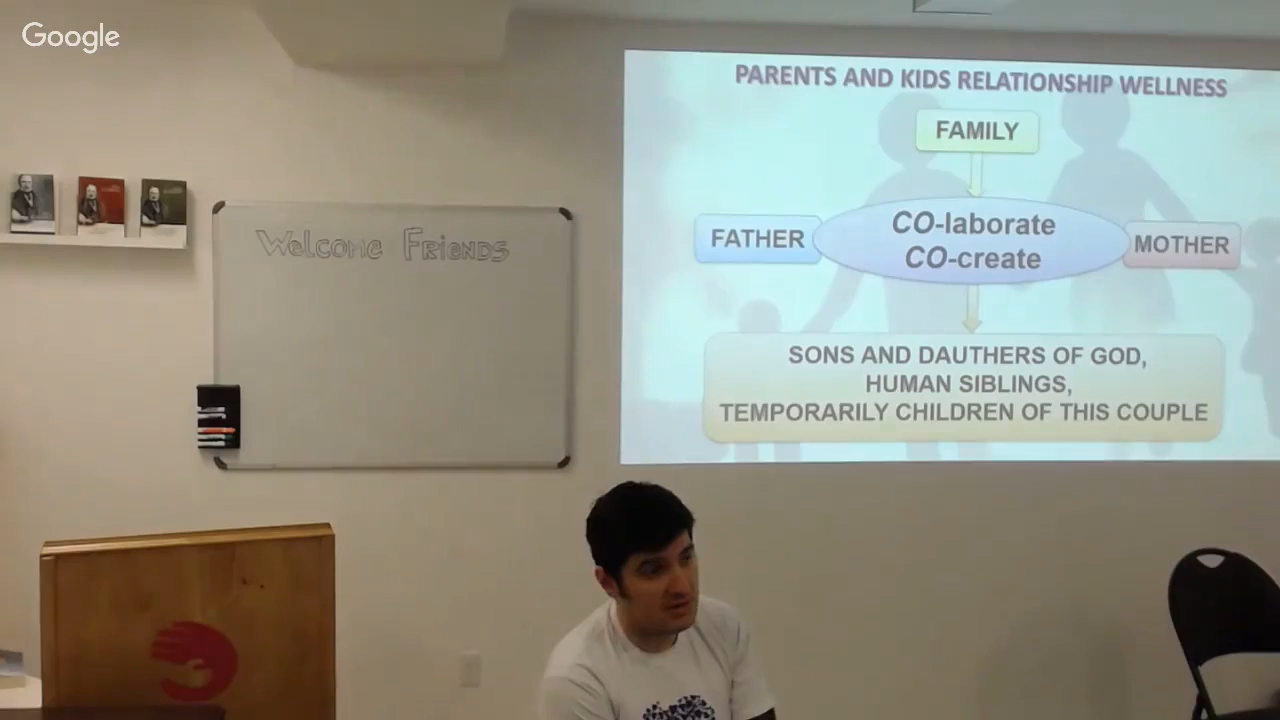 Google
Welcome Friends
PARENTS AND KIDS RELATIONSHIP WELLNESS
FAMILY
FATHER
CO-laborate
CO-create
MOTHER
SONS AND DAUTHERS OF GOD,
HUMAN SIBLINGS,
TEMPORARILY CHILDREN OF THIS COUPLE